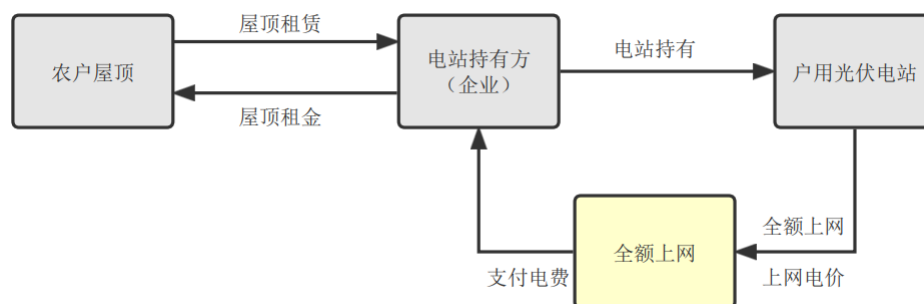 屋顶租赁
农户屋顶
屋顶租金
电站持有方
（企业）
电站持有
户用光伏电站
全额上网
上网电价
全额上网
支付电费